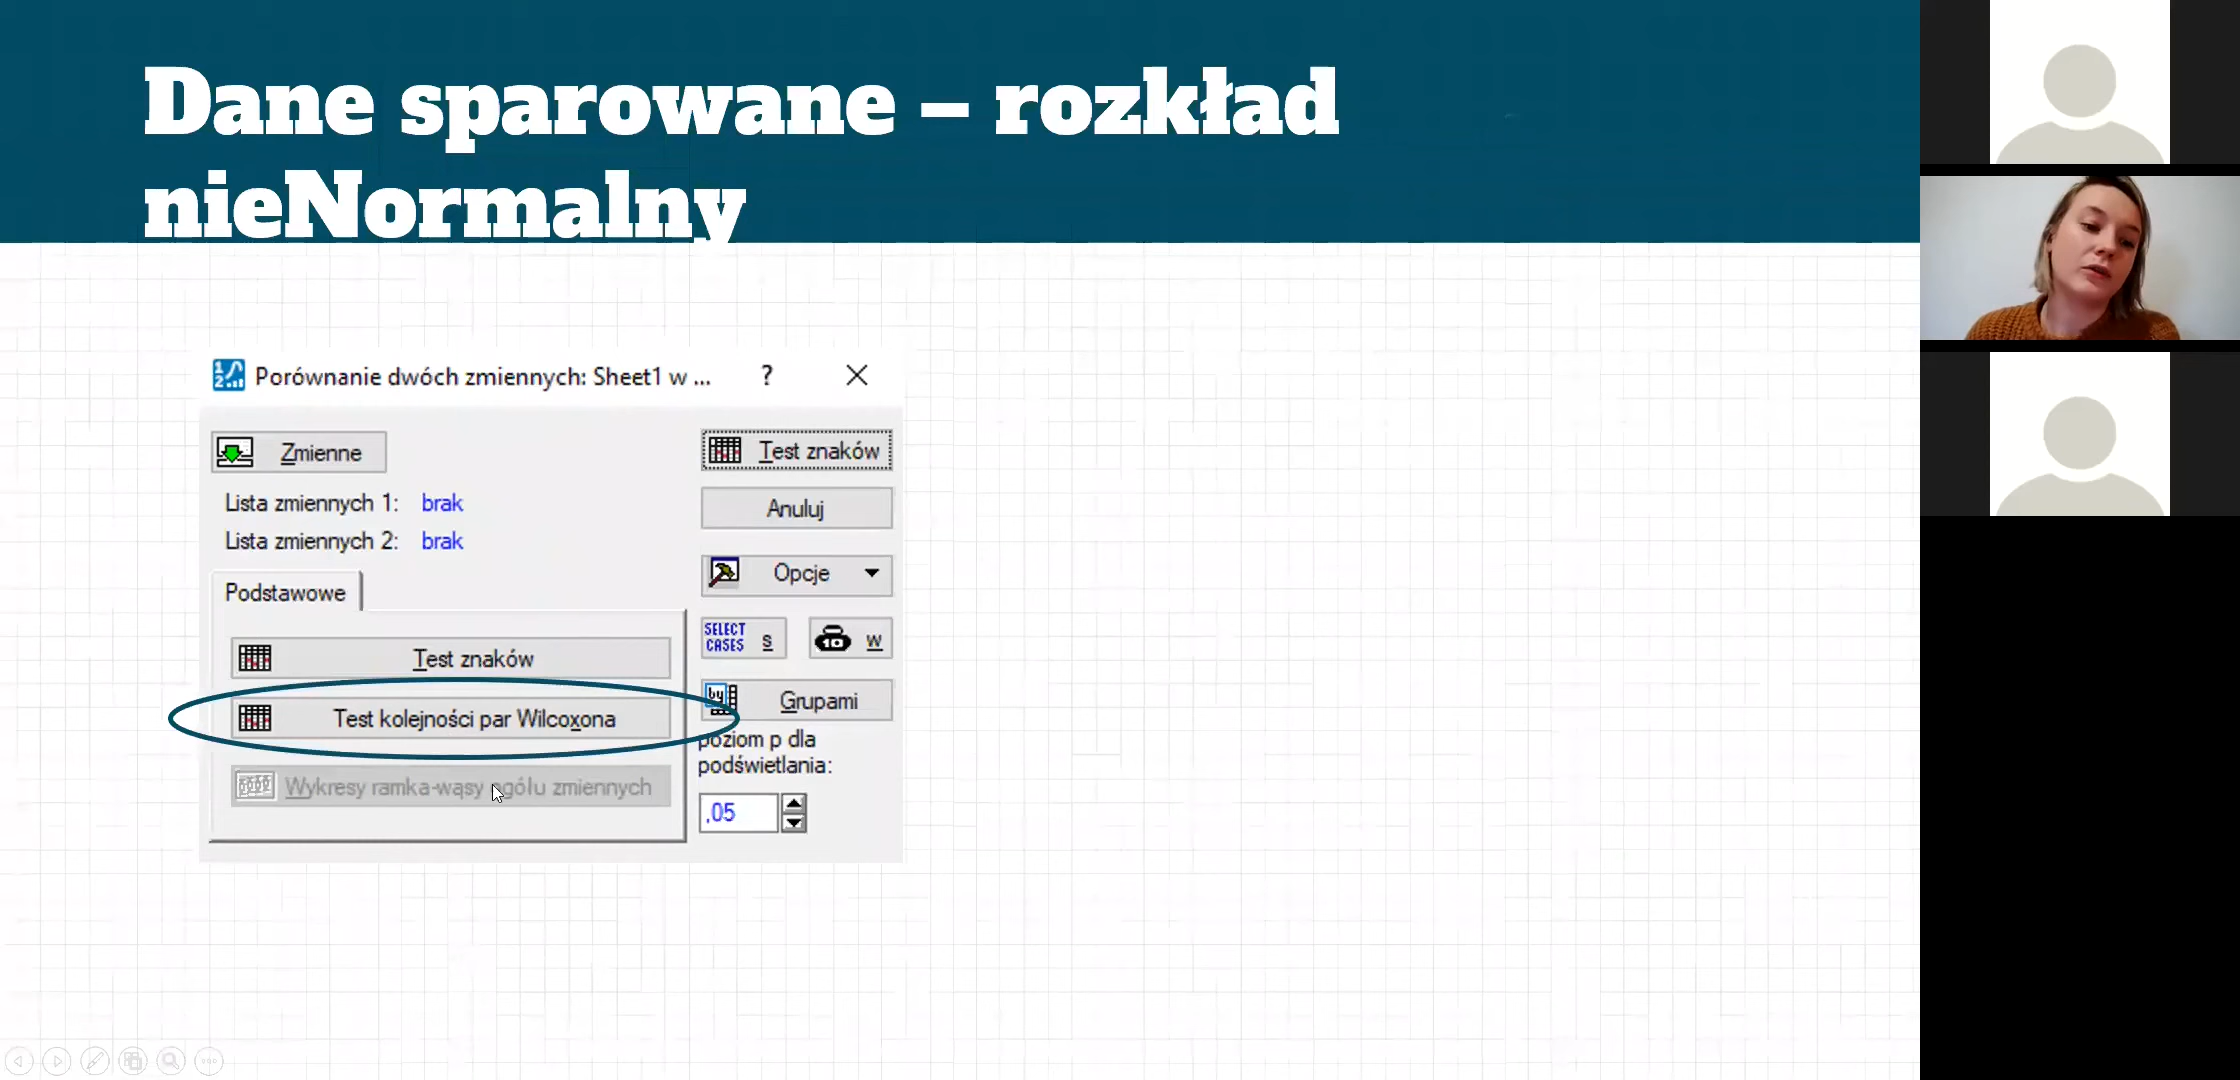 Dane sparowane – rozkład
nieNormalny
Porównanie dwóch zmiennych: Sheet1 w ...
?
Zmienne
Lista zmiennych 1: brak
Lista zmiennych 2: brak
Podstawowe
Test znaków
Test kolejności par Wilcoxona
Wykresy ramka-wąsy ogółu zmiennych
Test znaków
Anuluj
Opcje
SELECT
CASES
s
10
w
by
Grupami
poziom p dla
podświetlania:
,05